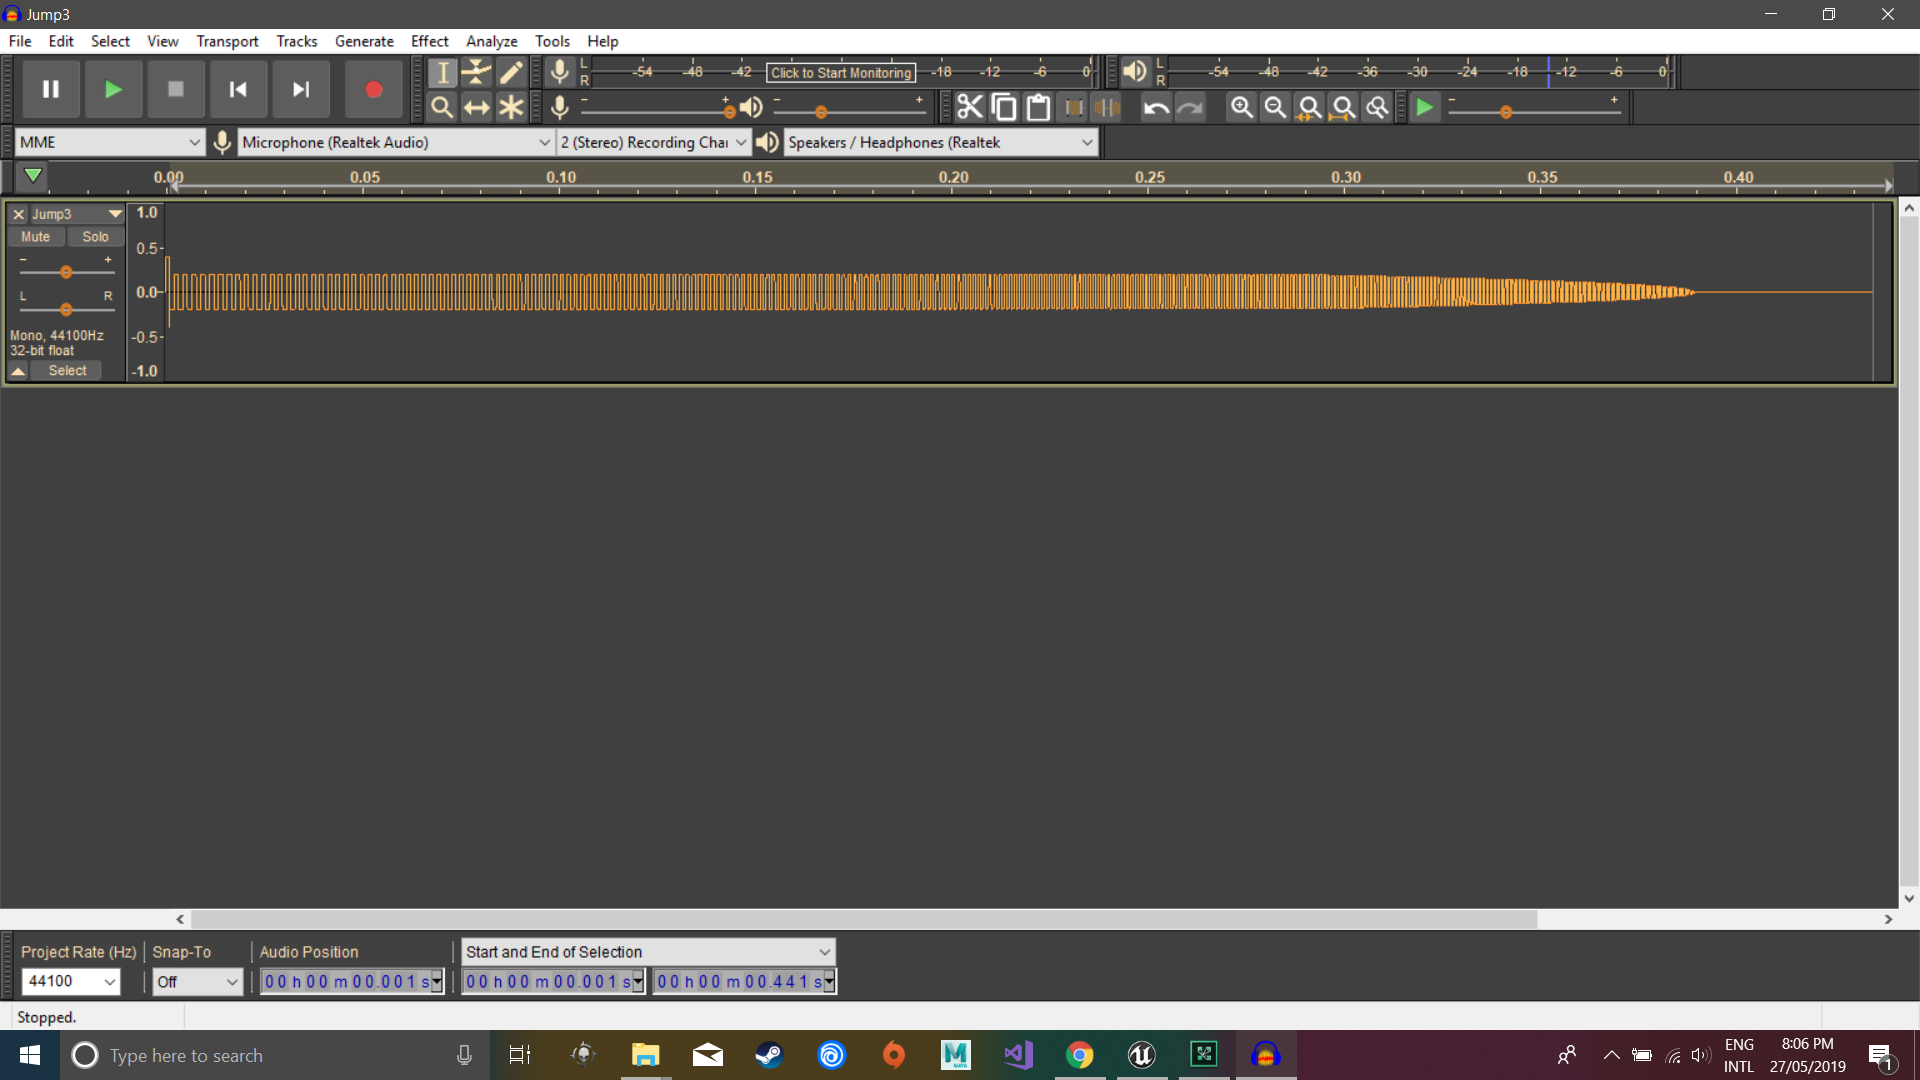 Jump3
File Edit Select View Transport Tracks Generate Effect Analyze Tools Help
L -54 -48 -42 Click to Start Monitoring -18 -12 -6 0 L -54 -48 -42 -36 -30 -24 -18 -12 -6 0
R R
- + - + - +
MME Microphone (Realtek Audio) 2 (Stereo) Recording Chai Speakers / Headphones (Realtek
0.00 0.05 0.10 0.15 0.20 0.25 0.30 0.35 0.40
Jump3 1.0
Mute Solo 0.5
- +
L R 0.0
Mono, 44100Hz -0.5
32-bit float
Select -1.0
Project Rate (Hz) Snap-To Audio Position Start and End of Selection
44100 Off 00 h 00 m 00.001 s 00 h 00 m 00.001 s 00 h 00 m 00.441 s
Stopped.
Type here to search M MAYA ENG 8:06 PM
INTL 27/05/2019 1